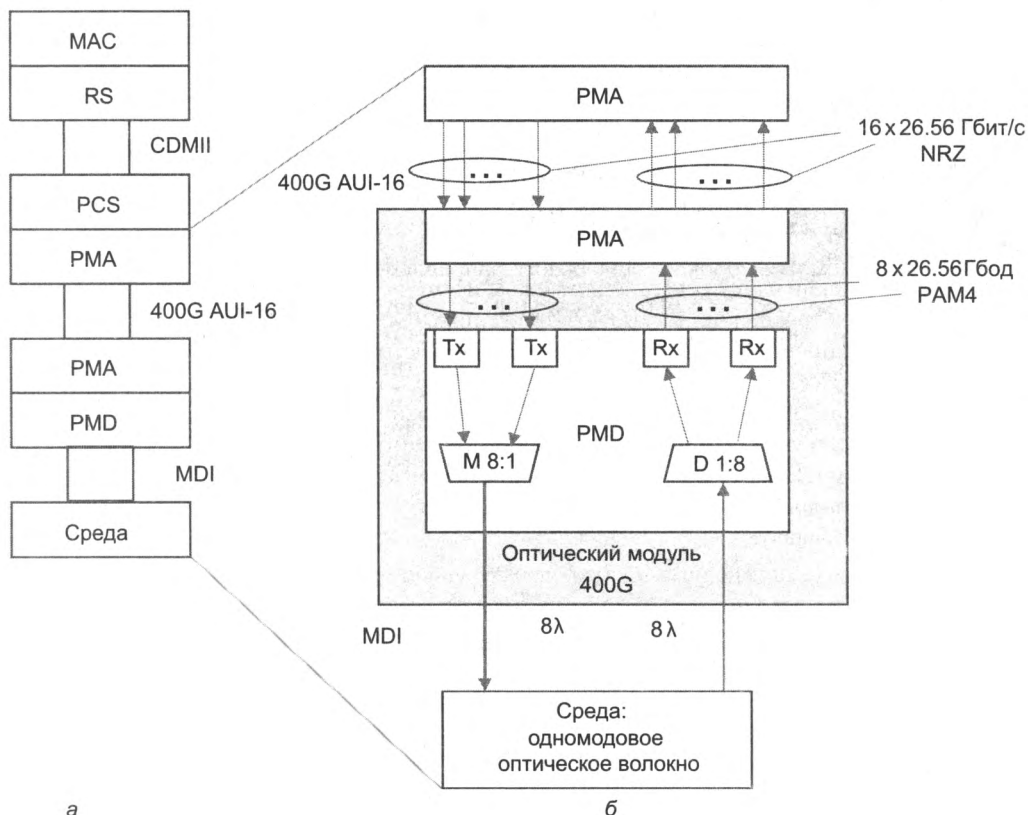 MAC
RS
CDMII
PCS
PMA
400G AUI-16
PMA
PMD
MDI
Среда
а
PMA
16 x 26.56 Гбит/с
NRZ
400G AUI-16
...
...
PMA
8 x 26.56 Гбод
PAM4
...
...
Tx
Tx
Rx
Rx
PMD
M 8:1
D 1:8
Оптический модуль
400G
MDI
8λ
8λ
Среда:
одномодовое
оптическое волокно
б